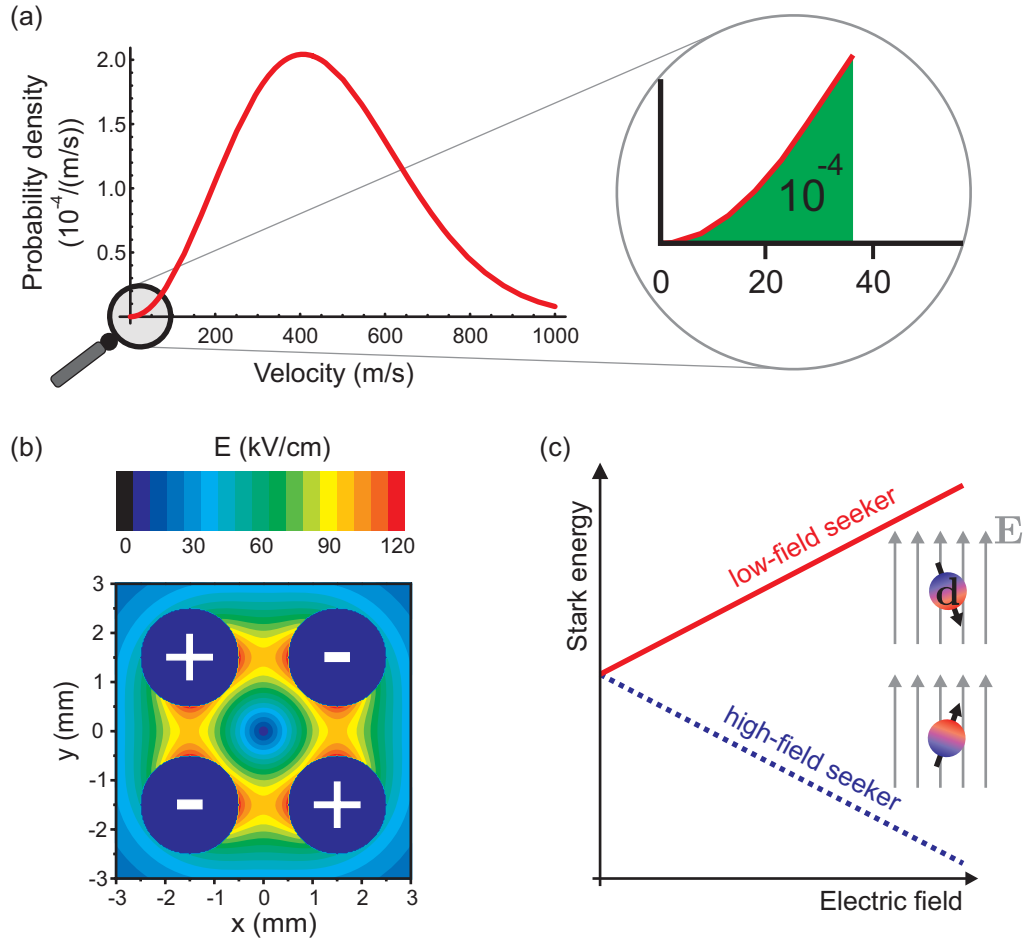 (a)
Probability density
(10⁻⁴/(m/s))
2.0
1.5
1.0
0.5
200 400 600 800 1000
Velocity (m/s)
10⁻⁴
0 20 40
(b)
E (kV/cm)
0 30 60 90 120
y (mm)
3
2
1
0
-1
-2
-3
+ -
- +
-3 -2 -1 0 1 2 3
x (mm)
(c)
Stark energy
low-field seeker
E
d
high-field seeker
Electric field